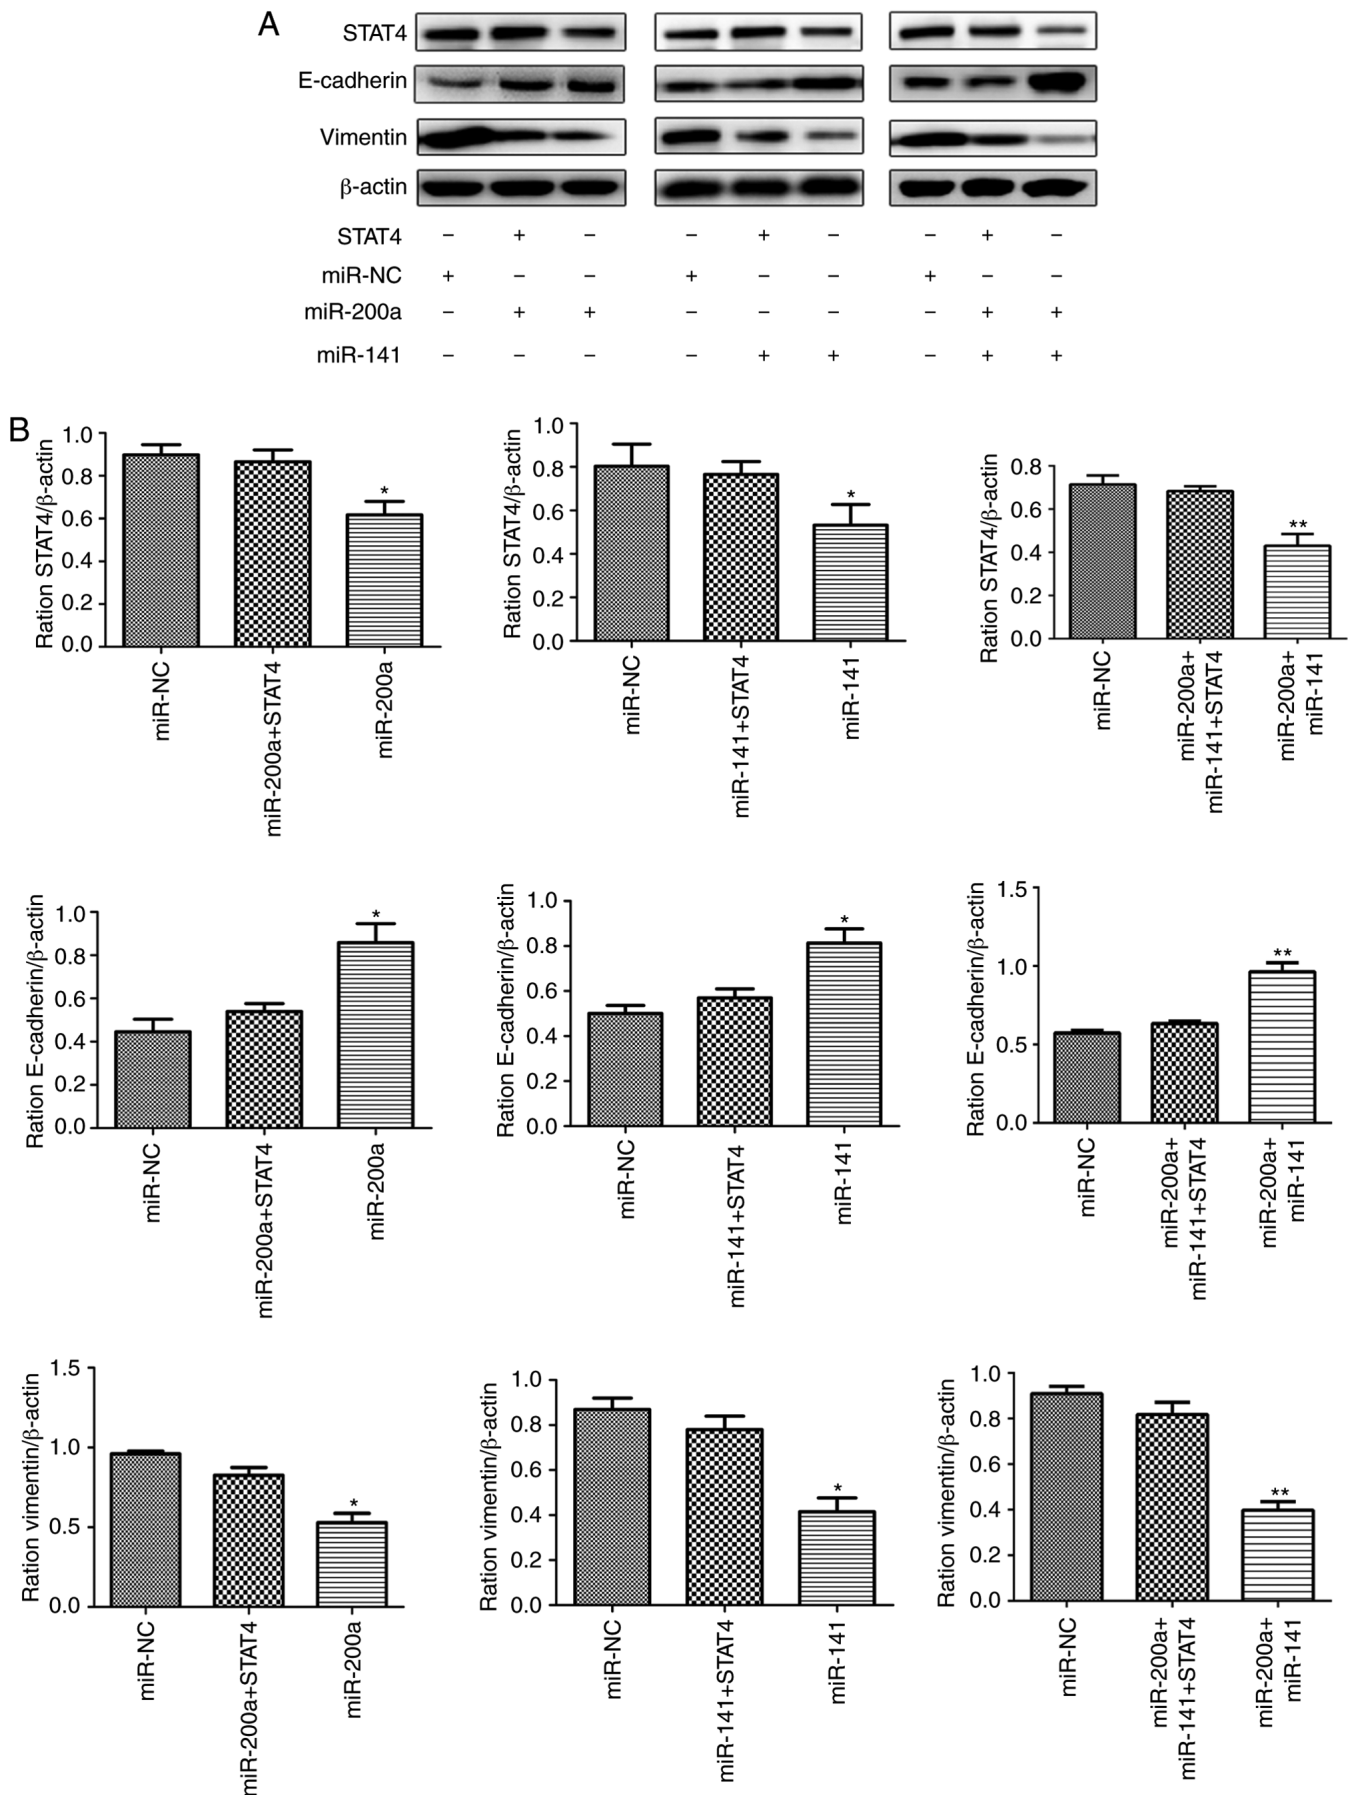 A
STAT4
E-cadherin
Vimentin
β-actin
STAT4 – + – – + – – + –
miR-NC + – – + – – + – –
miR-200a – + + – – – – + +
miR-141 – – – – + + – + +
B
Ration STAT4/β-actin
1.0
0.8
0.6
0.4
0.2
0.0
*
miR-NC
miR-200a+STAT4
miR-200a
Ration STAT4/β-actin
1.0
0.8
0.6
0.4
0.2
0.0
*
miR-NC
miR-141+STAT4
miR-141
Ration STAT4/β-actin
0.8
0.6
0.4
0.2
0.0
**
miR-NC
miR-200a+
miR-141+STAT4
miR-200a+
miR-141
Ration E-cadherin/β-actin
1.0
0.8
0.6
0.4
0.2
0.0
*
miR-NC
miR-200a+STAT4
miR-200a
Ration E-cadherin/β-actin
1.0
0.8
0.6
0.4
0.2
0.0
*
miR-NC
miR-141+STAT4
miR-141
Ration E-cadherin/β-actin
1.5
1.0
0.5
0.0
**
miR-NC
miR-200a+
miR-141+STAT4
miR-200a+
miR-141
Ration vimentin/β-actin
1.5
1.0
0.5
0.0
*
miR-NC
miR-200a+STAT4
miR-200a
Ration vimentin/β-actin
1.0
0.8
0.6
0.4
0.2
0.0
*
miR-NC
miR-141+STAT4
miR-141
Ration vimentin/β-actin
1.0
0.8
0.6
0.4
0.2
0.0
**
miR-NC
miR-200a+
miR-141+STAT4
miR-200a+
miR-141